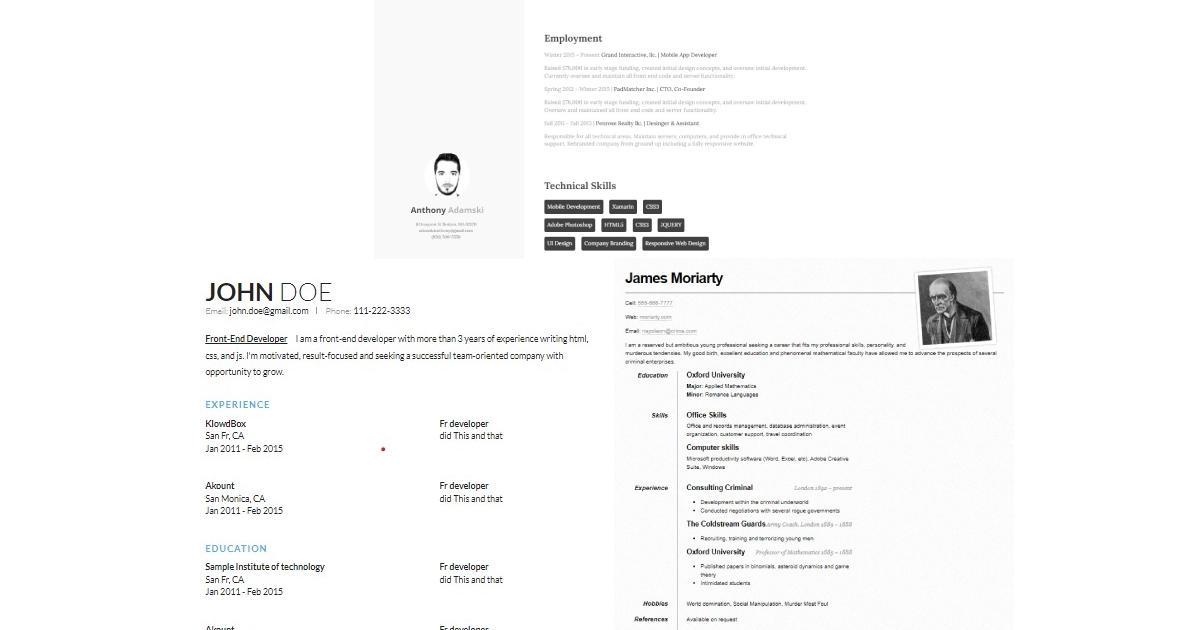 Employment
Winter 2015 – Present Grand Interactive, llc. | Mobile App Developer
Raised $76,000 in early stage funding, created initial design concepts, and oversaw initial development.
Currently oversee and maintain all front end code and server functionality.
Spring 2012 – Winter 2015 | PadMatcher Inc. | CTO, Co-Founder
Raised $76,000 in early stage funding, created initial design concepts, and oversaw initial development.
Oversaw and maintained all front end code and server functionality.
Fall 2011 – Fall 2013 | Penrose Realty llc. | Desinger & Assistant
Responsible for all technical areas. Maintain servers, computers, and provide in office technical
support. Rebranded company from ground up including a fully responsive website.
Technical Skills
Mobile Development Xamarin CSS3
Adobe Photoshop HTML5 CSS3 JQUERY
UI Design Company Branding Responsive Web Design
Anthony Adamski
JOHN DOE
Email: john.doe@gmail.com | Phone: 111-222-3333
Front-End Developer I am a front-end developer with more than 3 years of experience writing html,
css, and js. I'm motivated, result-focused and seeking a successful team-oriented company with
opportunity to grow.
EXPERIENCE
KlowdBox Fr developer
San Fr, CA did This and that
Jan 2011 - Feb 2015
Akount Fr developer
San Monica, CA did This and that
Jan 2011 - Feb 2015
EDUCATION
Sample Institute of technology Fr developer
San Fr, CA did This and that
Jan 2011 - Feb 2015
Akount Fr developer
James Moriarty
Cell: 555-666-7777
Web: moriarty.com
Email: napoleon@crime.com
I am a reserved but ambitious young professional seeking a career that fits my professional skills, personality, and
murderous tendencies. My good birth, excellent education and phenomenal mathematical faculty have allowed me to advance the prospects of several
criminal enterprises.
Education Oxford University
Major: Applied Mathematics
Minor: Romance Languages
Skills Office Skills
Office and records management, database administration, event
organization, customer support, travel coordination
Computer skills
Microsoft productivity software (Word, Excel, etc), Adobe Creative
Suite, Windows
Experience Consulting Criminal London 1892 – present
Development within the criminal underworld
Conducted negotiations with several rogue governments
The Coldstream Guards Army Coach, London 1889 – 1888
Recruiting, training and terrorizing young men
Oxford University Professor of Mathematics 1885 – 1888
Published papers in binomials, asteroid dynamics and game
theory
Intimidated students
Hobbies World domination, Social Manipulation, Murder Most Foul
References Available on request